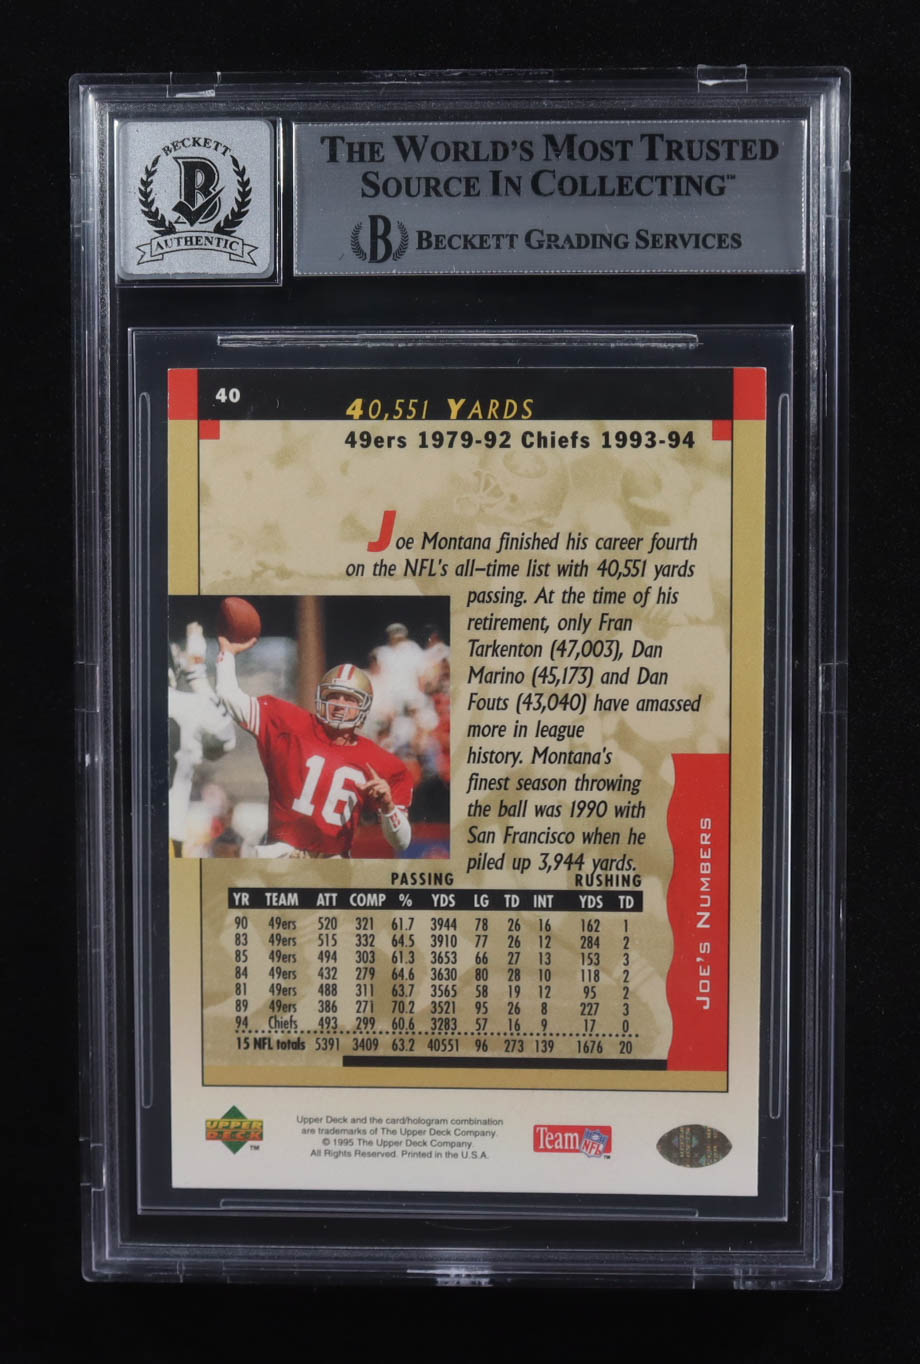 BECKETT
B
AUTHENTIC
THE WORLD'S MOST TRUSTED
SOURCE IN COLLECTING™
B BECKETT GRADING SERVICES
40
40,551 YARDS
49ers 1979-92 Chiefs 1993-94
Joe Montana finished his career fourth
on the NFL's all-time list with 40,551 yards
passing. At the time of his
retirement, only Fran
Tarkenton (47,003), Dan
Marino (45,173) and Dan
Fouts (43,040) have amassed
more in league
history. Montana's
finest season throwing
the ball was 1990 with
San Francisco when he
piled up 3,944 yards.
16
PASSING RUSHING
YR TEAM ATT COMP % YDS LG TD INT YDS TD
90 49ers 520 321 61.7 3944 78 26 16 162 1
83 49ers 515 332 64.5 3910 77 26 12 284 2
85 49ers 494 303 61.3 3653 66 27 13 153 3
84 49ers 432 279 64.6 3630 80 28 10 118 2
81 49ers 488 311 63.7 3565 58 19 12 95 2
89 49ers 386 271 70.2 3521 95 26 8 227 3
94 Chiefs 493 299 60.6 3283 57 16 9 17 0
15 NFL totals 5391 3409 63.2 40551 96 273 139 1676 20
JOE'S NUMBERS
UPPER
DECK™
Upper Deck and the card/hologram combination
are trademarks of The Upper Deck Company.
© 1995 The Upper Deck Company.
All Rights Reserved. Printed in the U.S.A.
Team NFL™